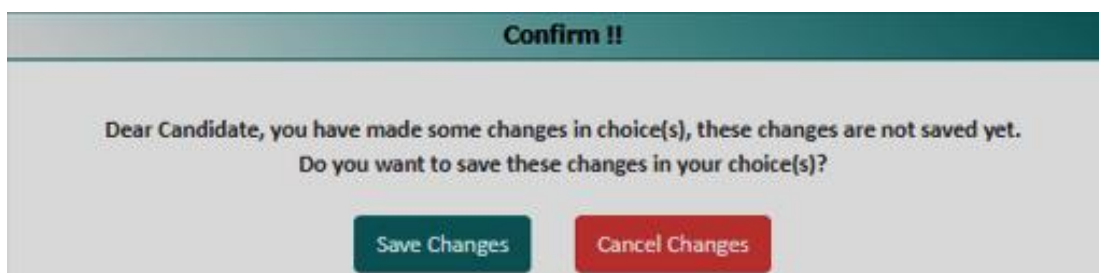 Confirm !!
Dear Candidate, you have made some changes in choice(s), these changes are not saved yet.
Do you want to save these changes in your choice(s)?
Save Changes
Cancel Changes